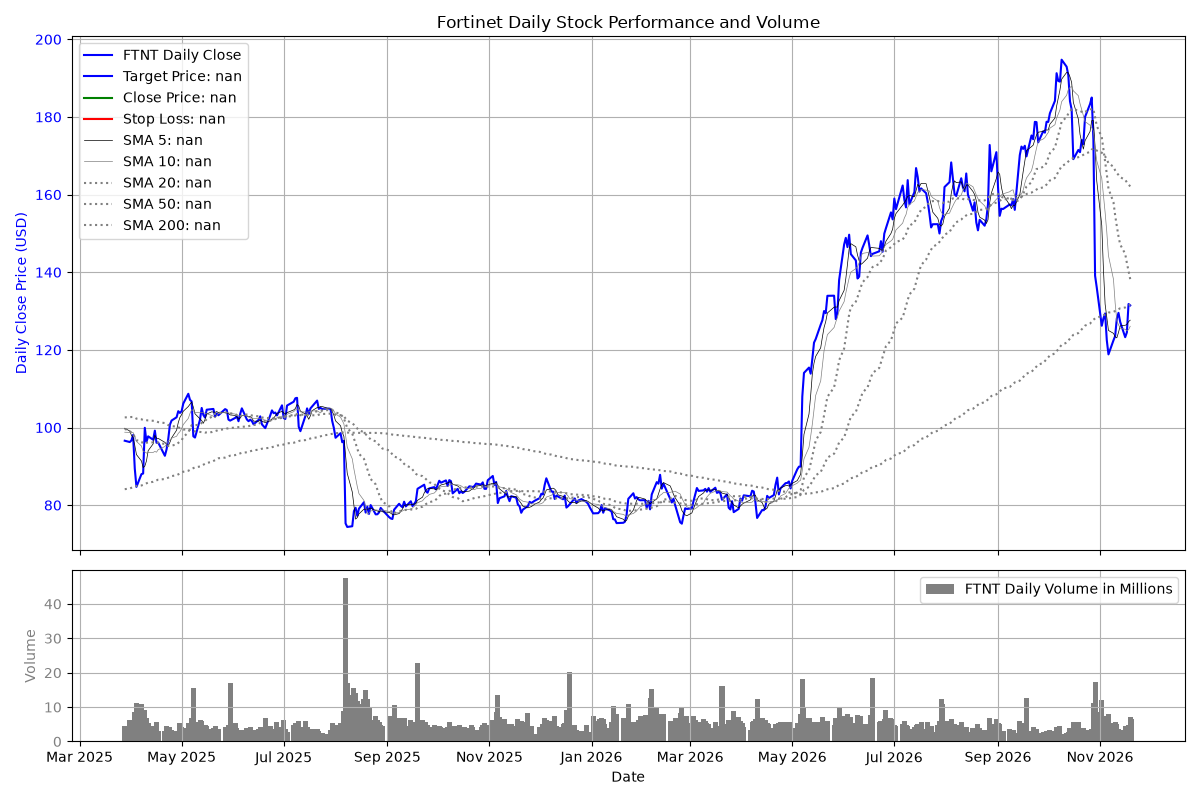 Fortinet Daily Stock Performance and Volume
200
180
160
140
120
100
80
Daily Close Price (USD)
FTNT Daily Close
Target Price: nan
Close Price: nan
Stop Loss: nan
SMA 5: nan
SMA 10: nan
SMA 20: nan
SMA 50: nan
SMA 200: nan
40
30
20
10
0
Volume
FTNT Daily Volume in Millions
Mar 2025 May 2025 Jul 2025 Sep 2025 Nov 2025 Jan 2026 Mar 2026 May 2026 Jul 2026 Sep 2026 Nov 2026
Date